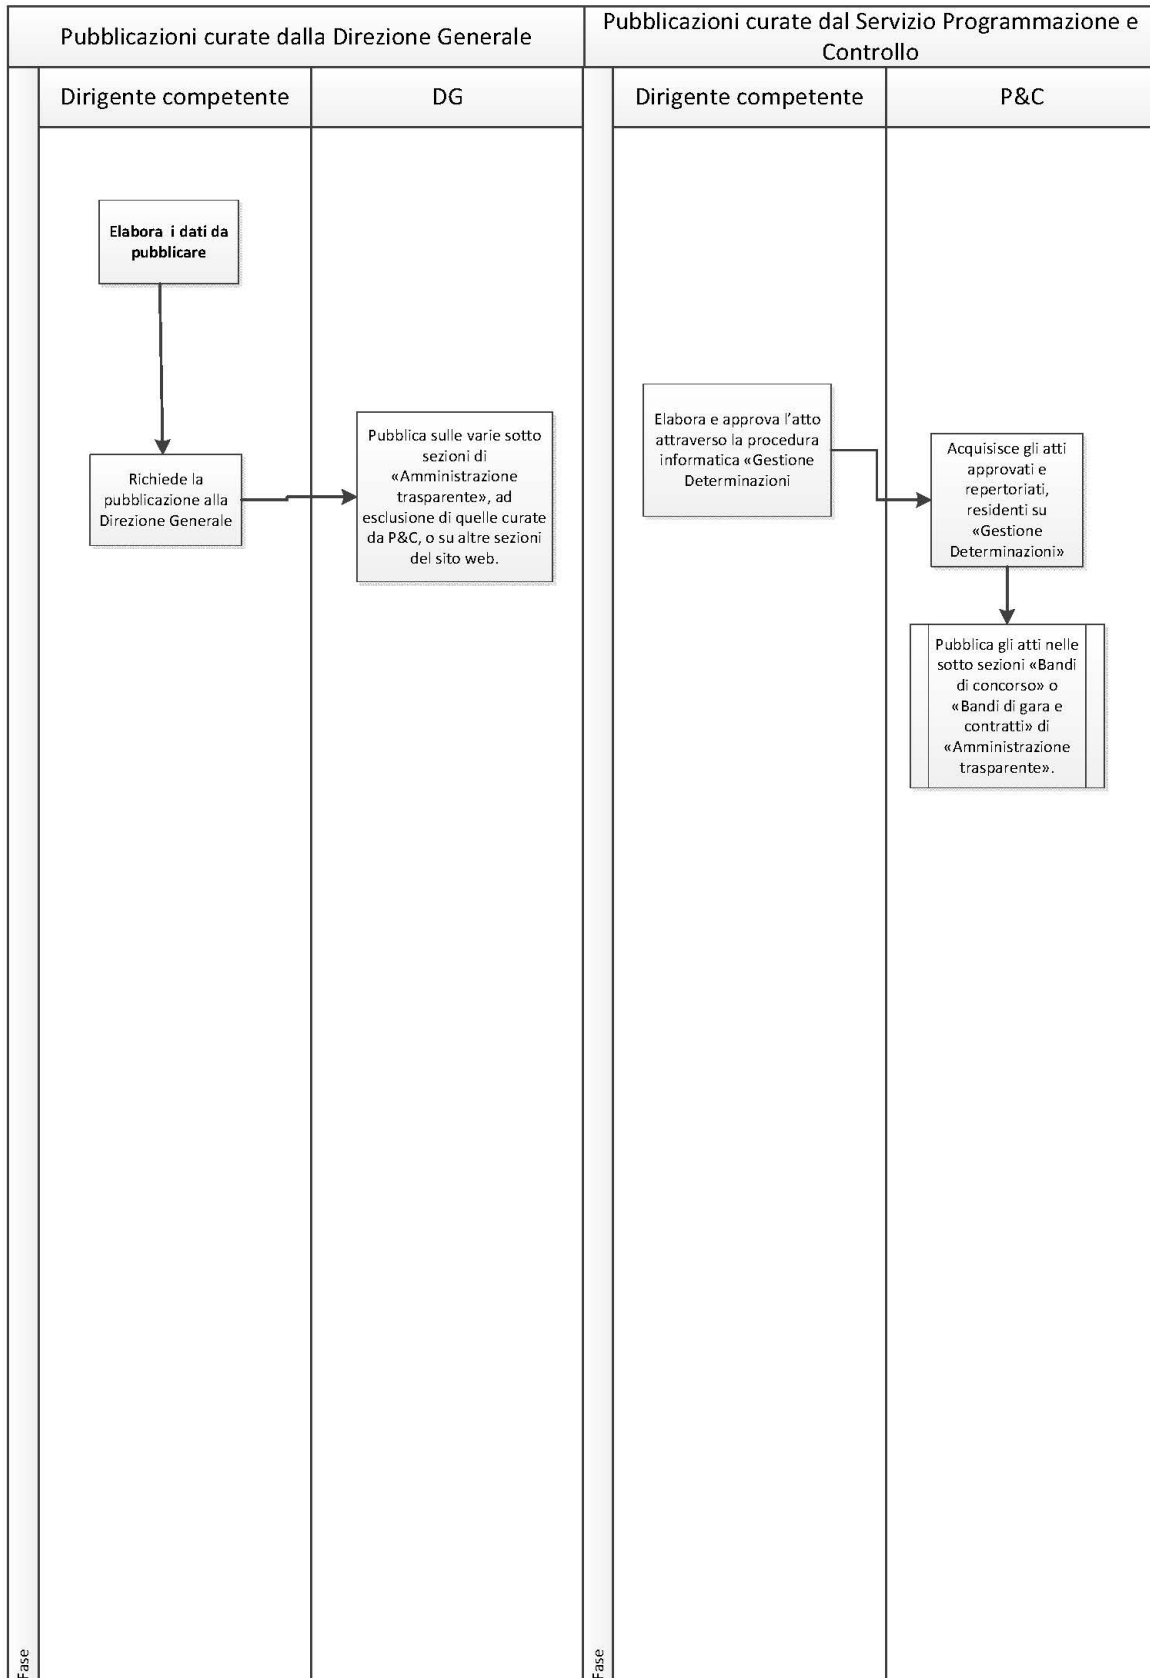 Pubblicazioni curate dalla Direzione Generale
Pubblicazioni curate dal Servizio Programmazione e
Controllo
Dirigente competente
DG
Dirigente competente
P&C
Elabora i dati da
pubblicare
Richiede la
pubblicazione alla
Direzione Generale
Pubblica sulle varie sotto
sezioni di
«Amministrazione
trasparente», ad
esclusione di quelle curate
da P&C, o su altre sezioni
del sito web.
Elabora e approva l’atto
attraverso la procedura
informatica «Gestione
Determinazioni
Acquisisce gli atti
approvati e
repertoriati,
residenti su
«Gestione
Determinazioni»
Pubblica gli atti nelle
sotto sezioni «Bandi
di concorso» o
«Bandi di gara e
contratti» di
«Amministrazione
trasparente».
Fase
Fase